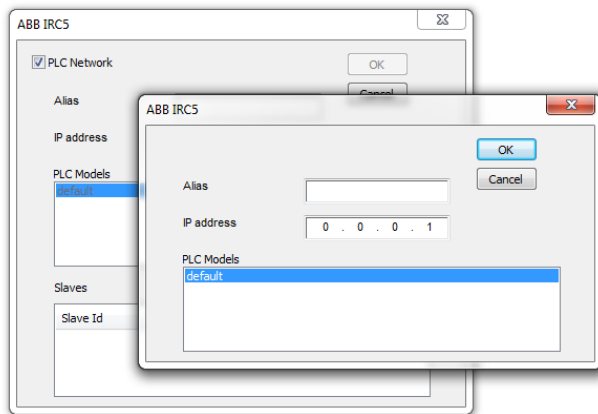 ABB IRC5
PLC Network
OK
Cancel
Alias
IP address
PLC Models
default
Slaves
Slave Id
ABB IRC5
OK
Cancel
Alias
IP address
0 . 0 . 0 . 1
PLC Models
default